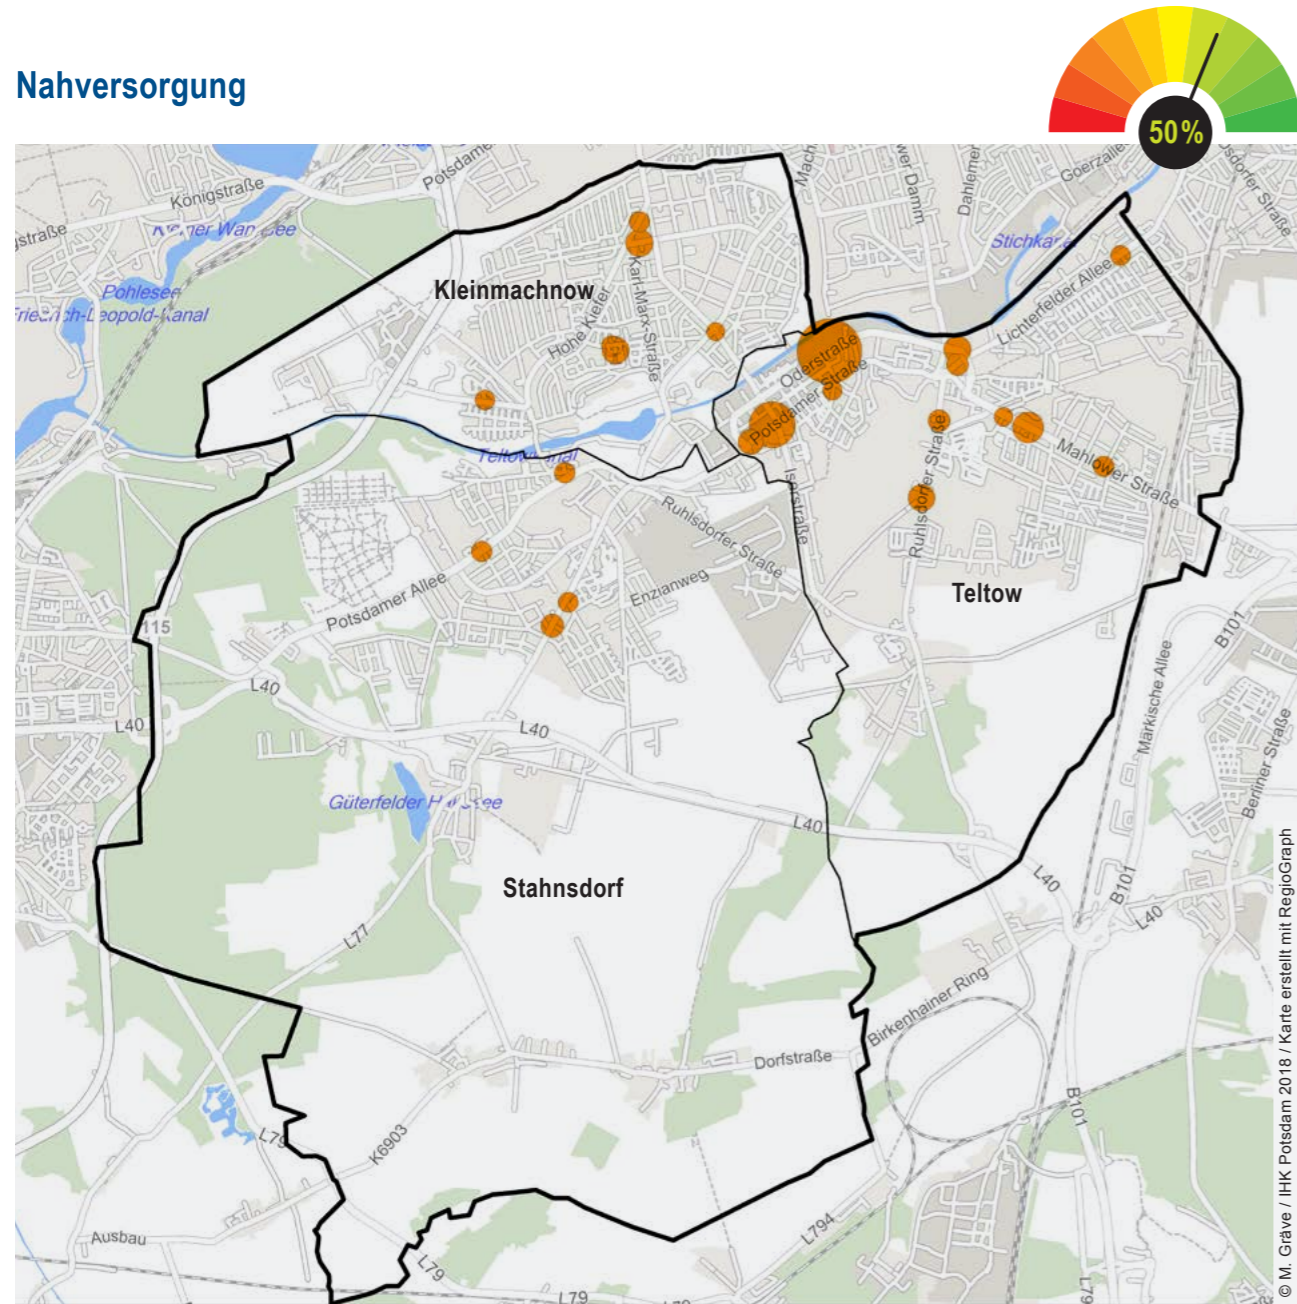 Nahversorgung
50%
Königstraße
Potsdamer
Goerzallee
Dahlemer
Stichkanal
Pohlesee
Kleinmachnow
Karl-Marx-Straße
Hohe Kiefer
Lichterfelder Allee
Oderstraße
Potsdamer Straße
Mahlower Straße
Isarstraße
Ruhlsdorfer Straße
Ruhlsdorfer Straße
Enzianweg
Potsdamer Allee
Teltow
115
L40
L40
L40
L40
L40
L40
B101
B101
Märkische Allee
Berliner Straße
Stahnsdorf
L77
Birkenhainer Ring
Dorfstraße
B101
K6903
L79
L79
L79
L79
L794
Ausbau
© M. Gräve / IHK Potsdam 2018 / Karte erstellt mit RegioGraph